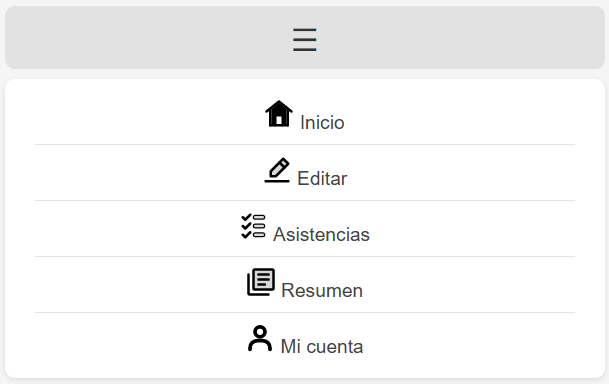 Inicio
Editar
Asistencias
Resumen
Mi cuenta